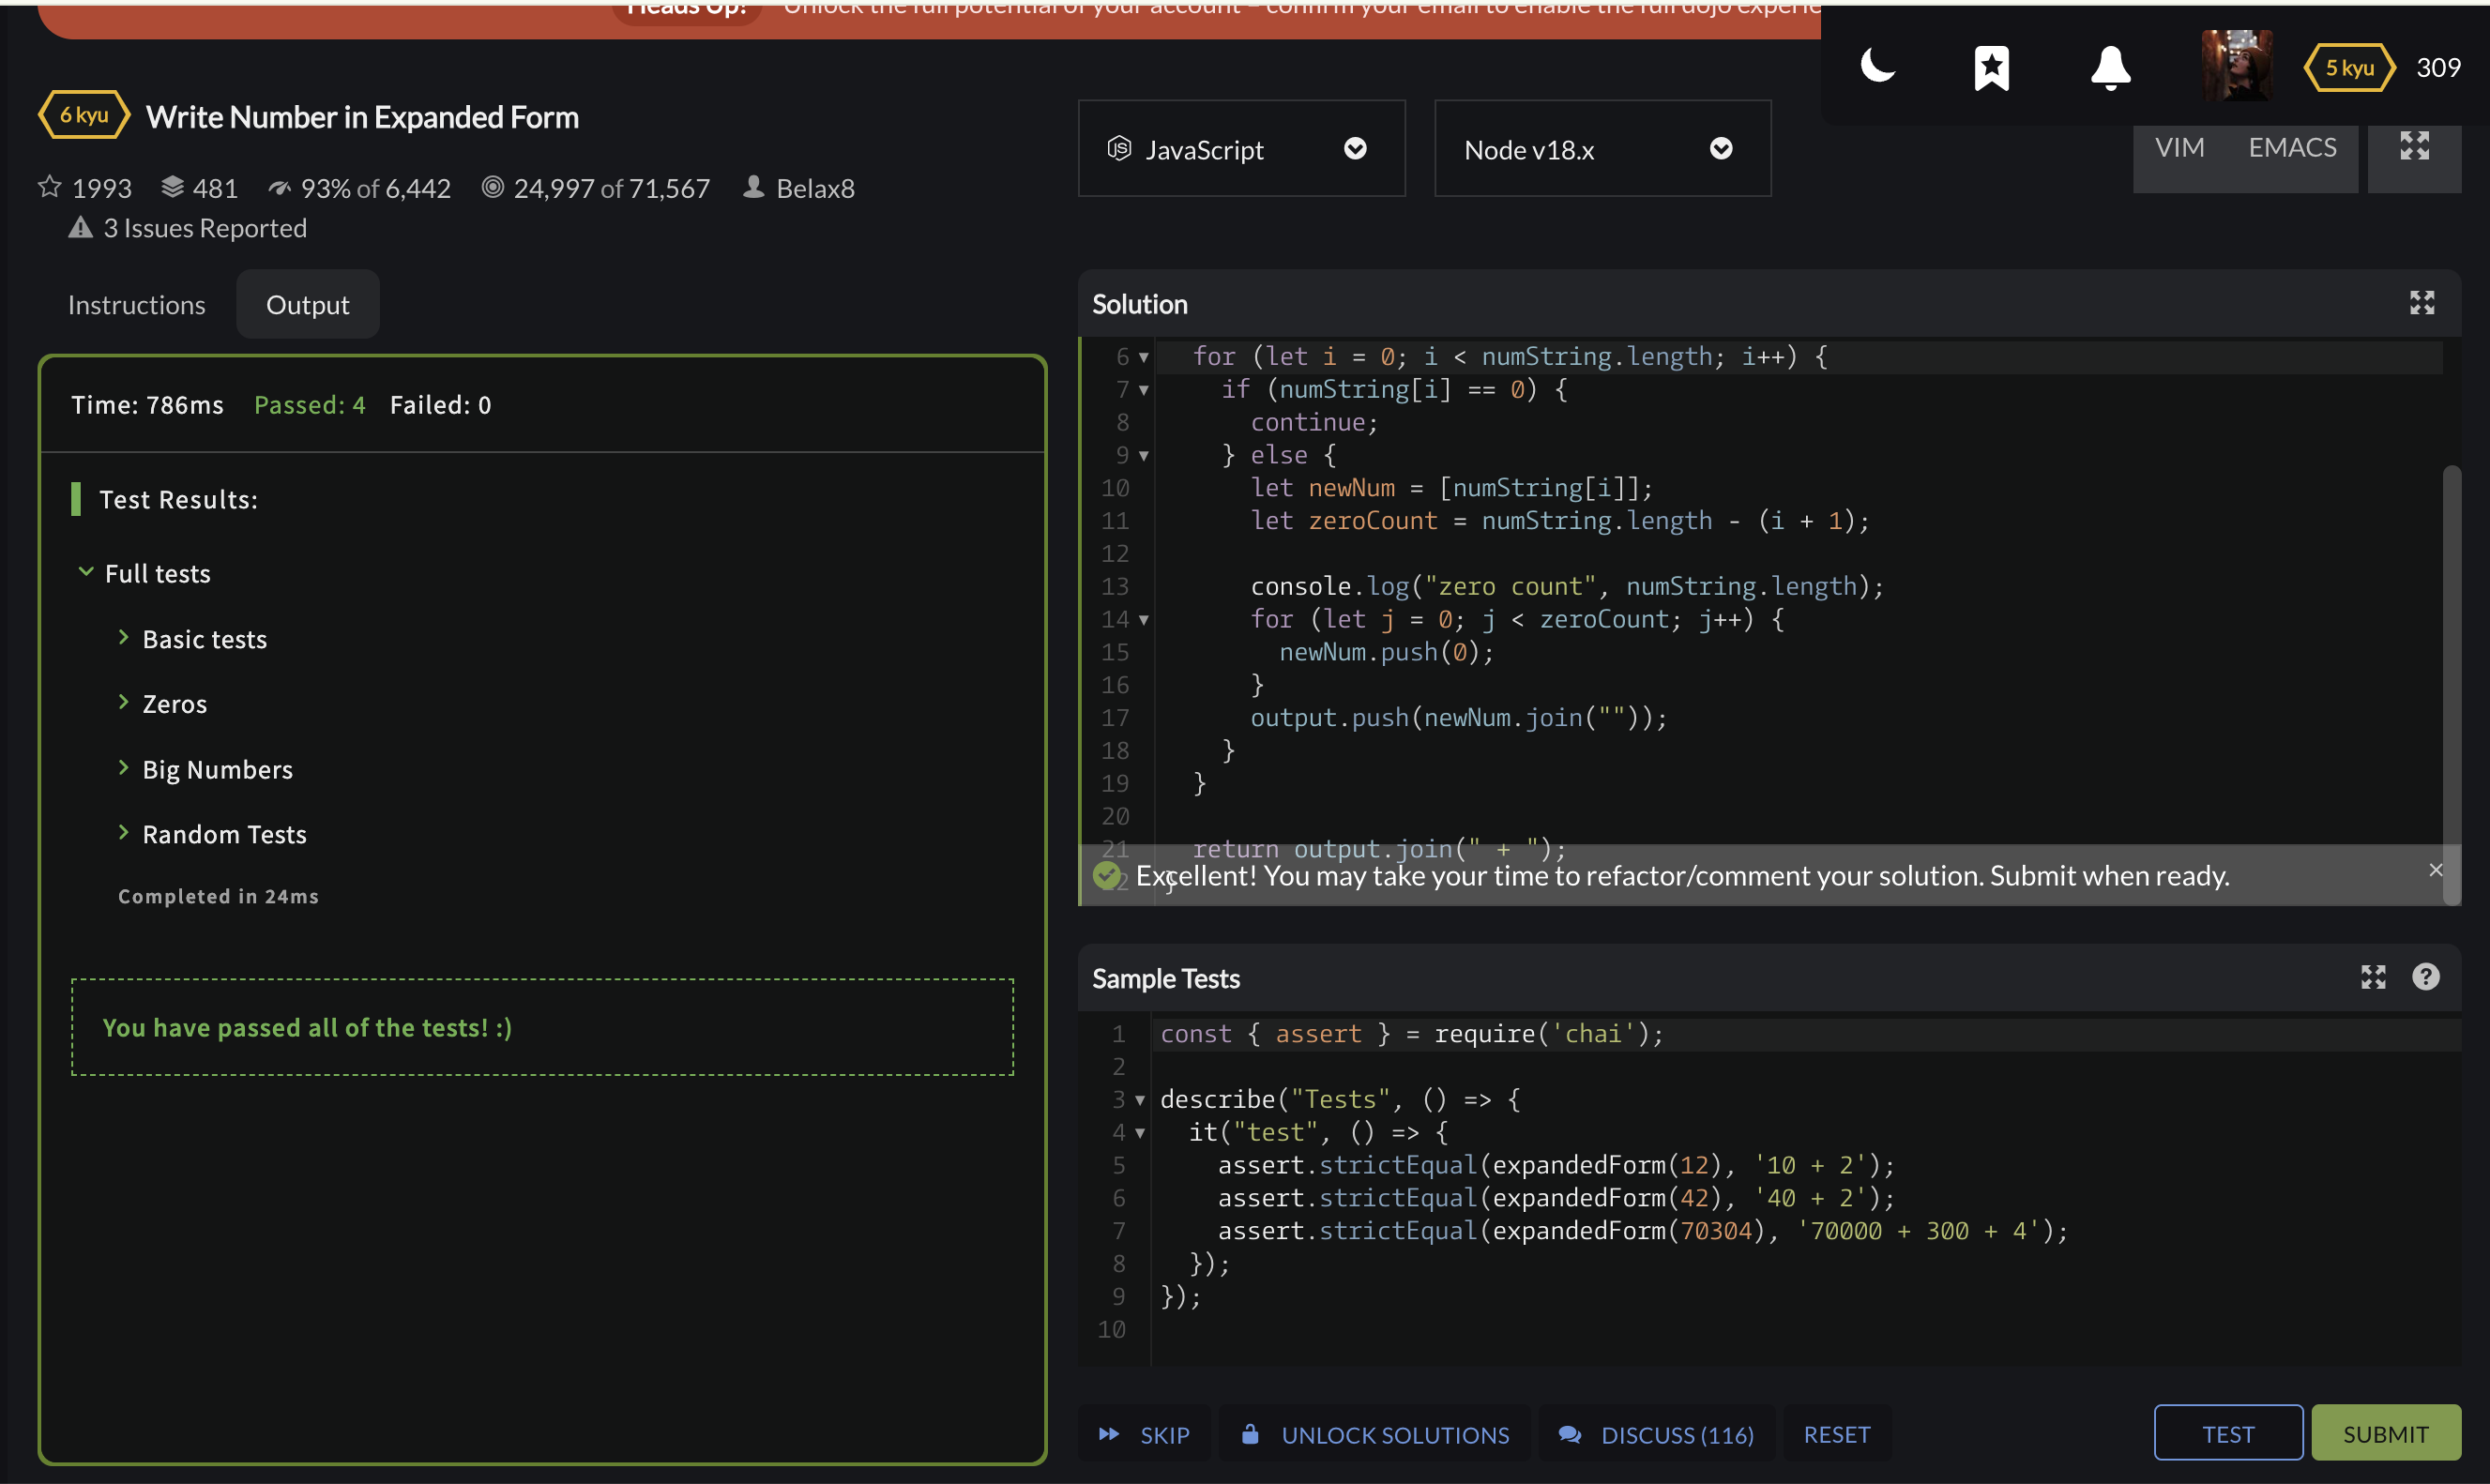 Heads Up! Unlock the full potential of your account - confirm your email to enable the full dojo experie
5 kyu 309
6 kyu Write Number in Expanded Form
1993 481 93% of 6,442 24,997 of 71,567 Belax8
3 Issues Reported
JavaScript
Node v18.x
VIM EMACS
Instructions Output
Time: 786ms Passed: 4 Failed: 0
Test Results:
Full tests
Basic tests
Zeros
Big Numbers
Random Tests
Completed in 24ms
You have passed all of the tests! :)
Solution
6 for (let i = 0; i < numString.length; i++) {
7 if (numString[i] == 0) {
8 continue;
9 } else {
10 let newNum = [numString[i]];
11 let zeroCount = numString.length - (i + 1);
12
13 console.log("zero count", numString.length);
14 for (let j = 0; j < zeroCount; j++) {
15 newNum.push(0);
16 }
17 output.push(newNum.join(""));
18 }
19 }
20
21 return output.join(" + ");
}
Excellent! You may take your time to refactor/comment your solution. Submit when ready.
Sample Tests
1 const { assert } = require('chai');
2
3 describe("Tests", () => {
4 it("test", () => {
5 assert.strictEqual(expandedForm(12), '10 + 2');
6 assert.strictEqual(expandedForm(42), '40 + 2');
7 assert.strictEqual(expandedForm(70304), '70000 + 300 + 4');
8 });
9 });
10
SKIP UNLOCK SOLUTIONS DISCUSS (116) RESET TEST SUBMIT